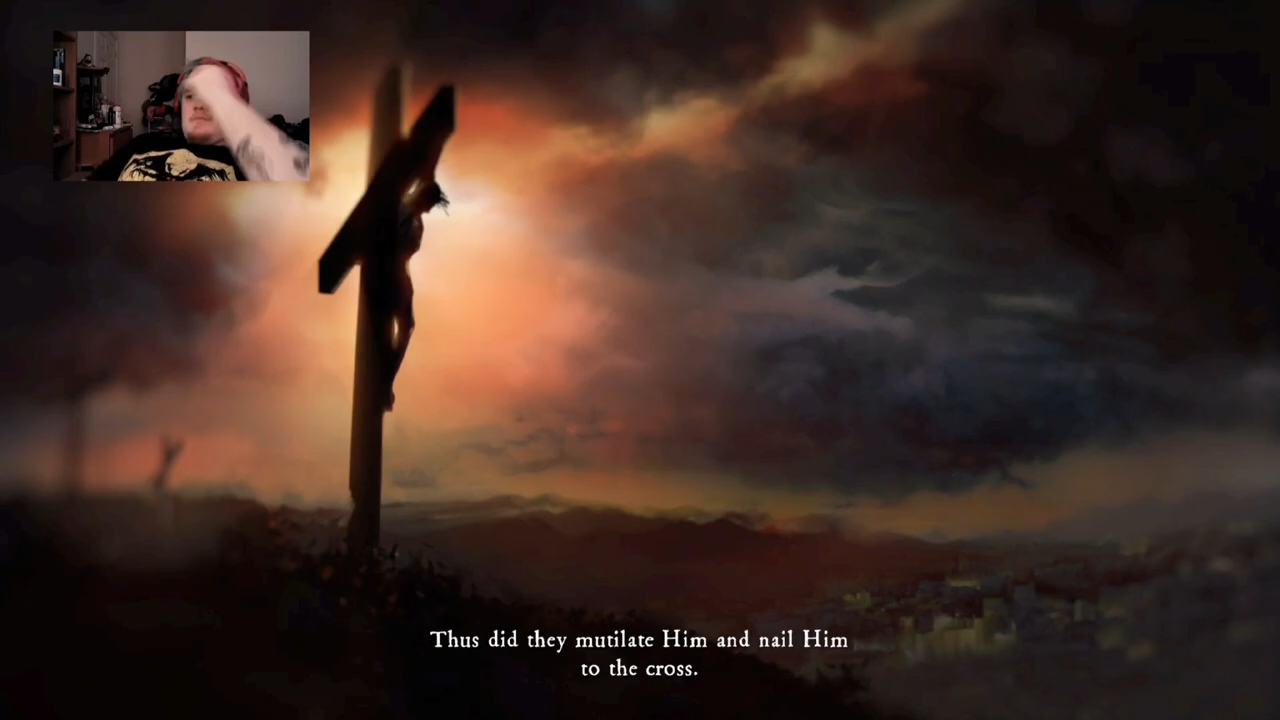 Thus did they mutilate Him and nail Him
to the cross.